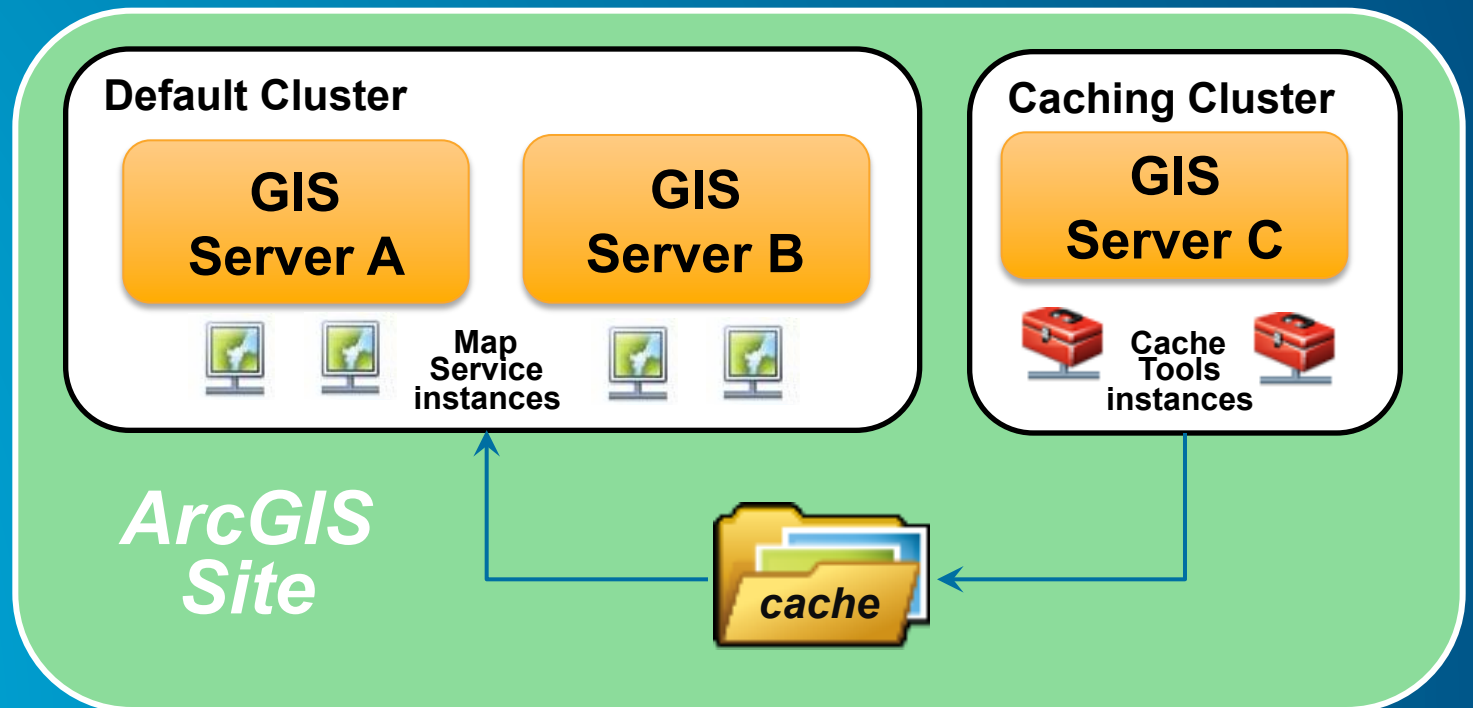 Default Cluster
GIS
Server A
GIS
Server B
Map
Service
instances
Caching Cluster
GIS
Server C
Cache
Tools
instances
ArcGIS
Site
cache